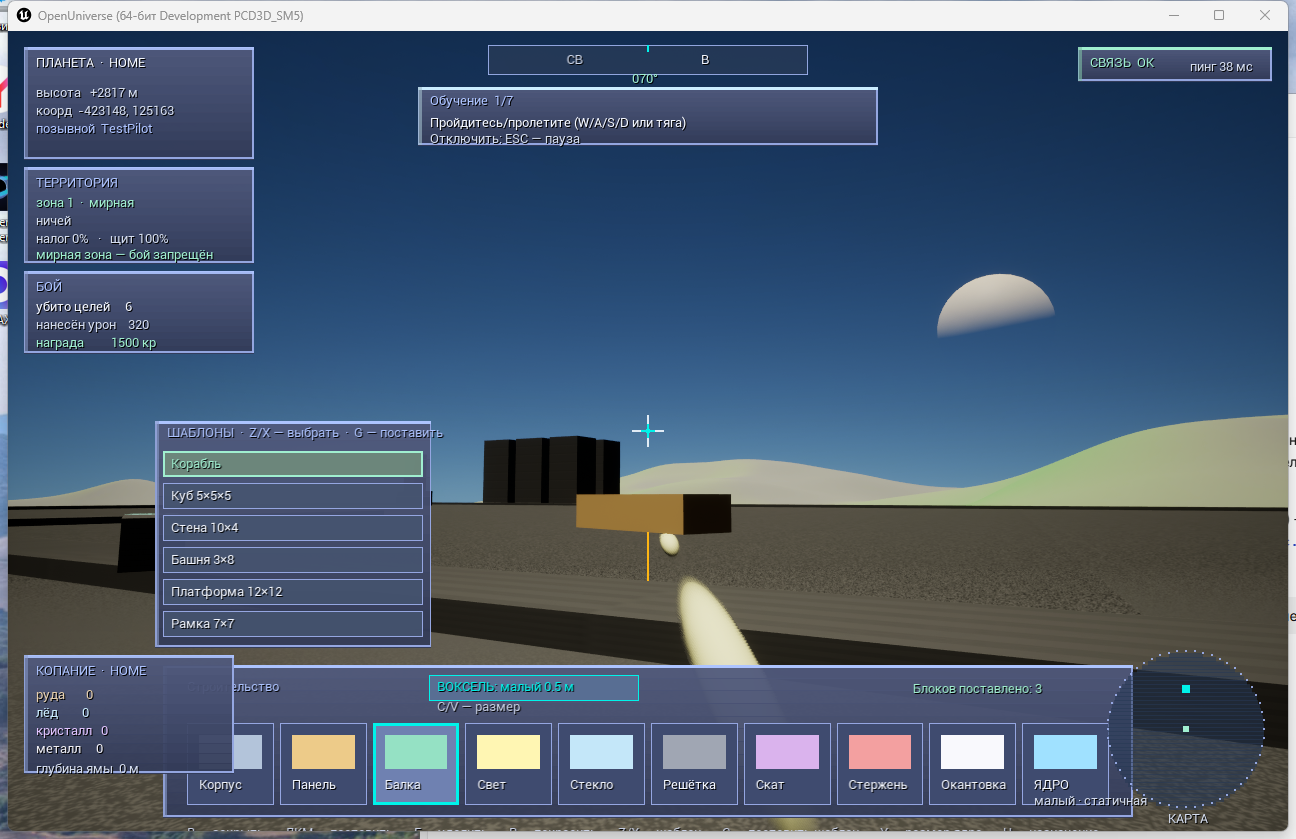 OpenUniverse (64-бит Development PCD3D_SM5)
ПЛАНЕТА · HOME
высота +2817 м
коорд -423148, 125163
позывной TestPilot
СВ В
070°
Обучение 1/7
Пройдитесь/пролетите (W/A/S/D или тяга)
Отключить: ESC — пауза
СВЯЗЬ ОК
пинг 38 мс
ТЕРРИТОРИЯ
зона 1 · мирная
ничей
налог 0% · щит 100%
мирная зона — бой запрещён
БОЙ
убито целей 6
нанесён урон 320
награда 1500 кр
ШАБЛОНЫ · Z/X — выбрать · G — поставить
Корабль
Куб 5×5×5
Стена 10×4
Башня 3×8
Платформа 12×12
Рамка 7×7
КОПАНИЕ · HOME
руда 0
лёд 0
кристалл 0
металл 0
глубина ямы 0 м
ВОКСЕЛЬ: малый 0.5 м
C/V — размер
Блоков поставлено: 3
Корпус
Панель
Балка
Свет
Стекло
Решётка
Скат
Стержень
Окантовка
ЯДРО
малый · статичная
КАРТА